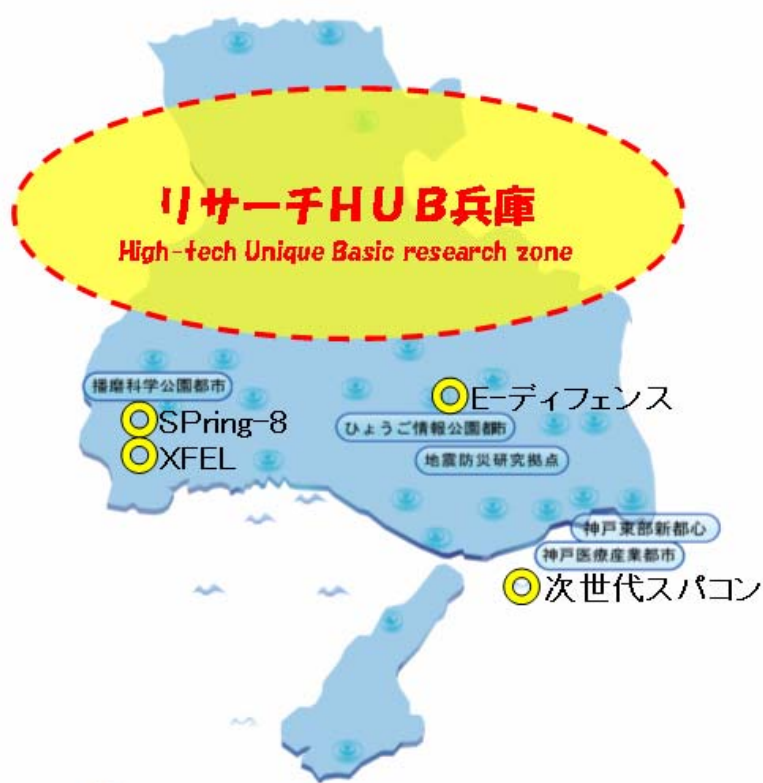 リサーチHUB兵庫
High-tech Unique Basic research zone
播磨科学公園都市
SPring-8
XFEL
E-ディフェンス
ひょうご情報公園都市
地震防災研究拠点
神戸東部新都心
神戸医療産業都市
次世代スパコン